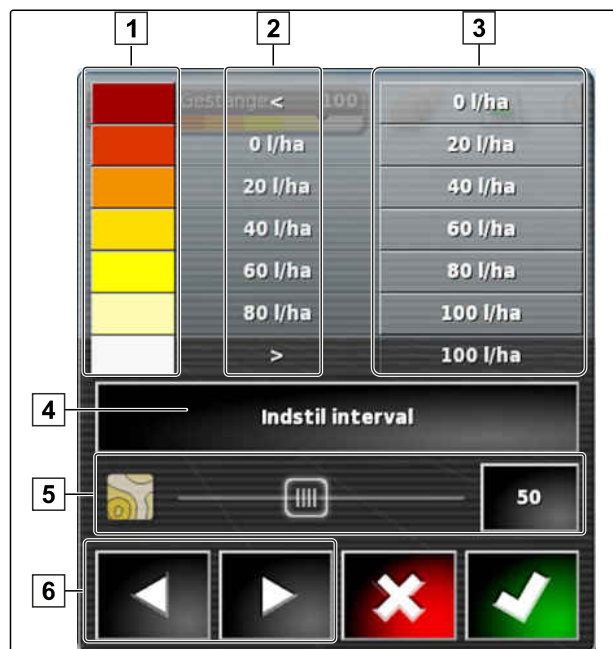 1 2 3
Gestänge < 100 0 l/ha
0 l/ha 20 l/ha
20 l/ha 40 l/ha
40 l/ha 60 l/ha
60 l/ha 80 l/ha
80 l/ha 100 l/ha
> 100 l/ha
4 Indstil interval
5 50
6